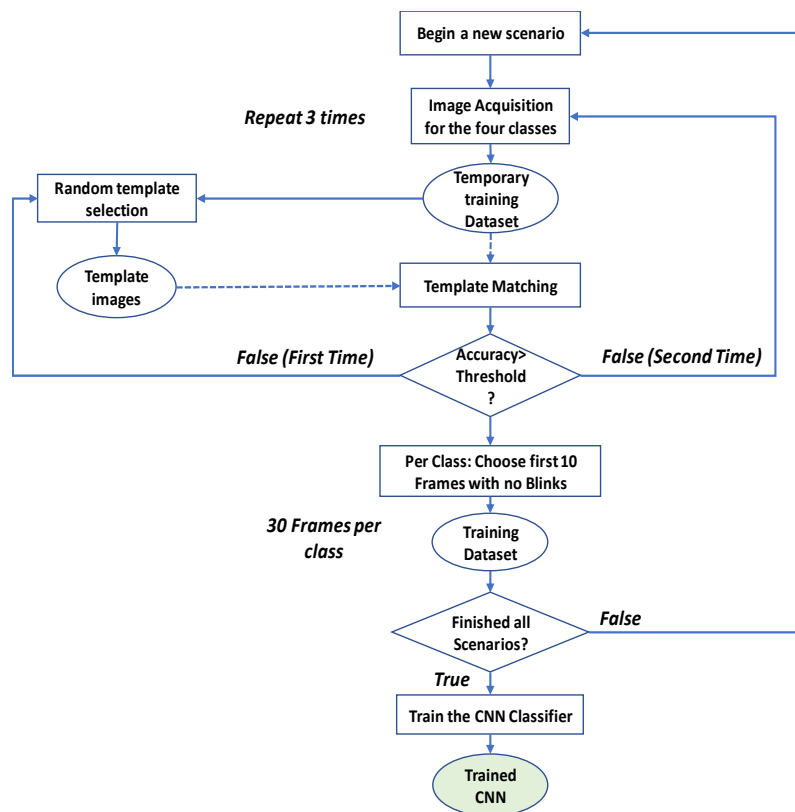 Begin a new scenario
Repeat 3 times
Image Acquisition
for the four classes
Random template
selection
Temporary
training
Dataset
Template
images
Template Matching
False (First Time)
Accuracy>
Threshold
?
False (Second Time)
Per Class: Choose first 10
Frames with no Blinks
30 Frames per
class
Training
Dataset
Finished all
Scenarios?
False
True
Train the CNN Classifier
Trained
CNN